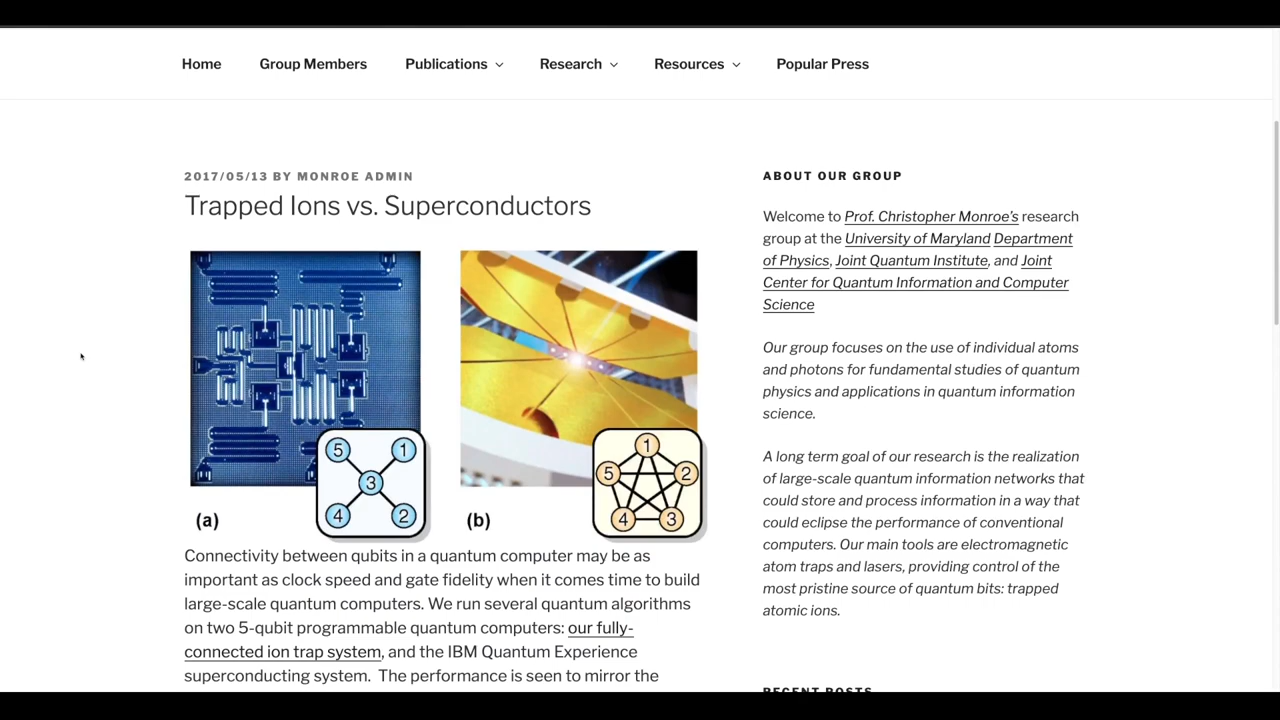 Home Group Members Publications Research Resources Popular Press
2017/05/13 BY MONROE ADMIN
Trapped Ions vs. Superconductors
5 1
3
4 2
(a)
1
5 2
4 3
(b)
Connectivity between qubits in a quantum computer may be as
important as clock speed and gate fidelity when it comes time to build
large-scale quantum computers. We run several quantum algorithms
on two 5-qubit programmable quantum computers: our fully-
connected ion trap system, and the IBM Quantum Experience
superconducting system. The performance is seen to mirror the
ABOUT OUR GROUP
Welcome to Prof. Christopher Monroe's research
group at the University of Maryland Department
of Physics, Joint Quantum Institute, and Joint
Center for Quantum Information and Computer
Science
Our group focuses on the use of individual atoms
and photons for fundamental studies of quantum
physics and applications in quantum information
science.
A long term goal of our research is the realization
of large-scale quantum information networks that
could store and process information in a way that
could eclipse the performance of conventional
computers. Our main tools are electromagnetic
atom traps and lasers, providing control of the
most pristine source of quantum bits: trapped
atomic ions.
RECENT POSTS